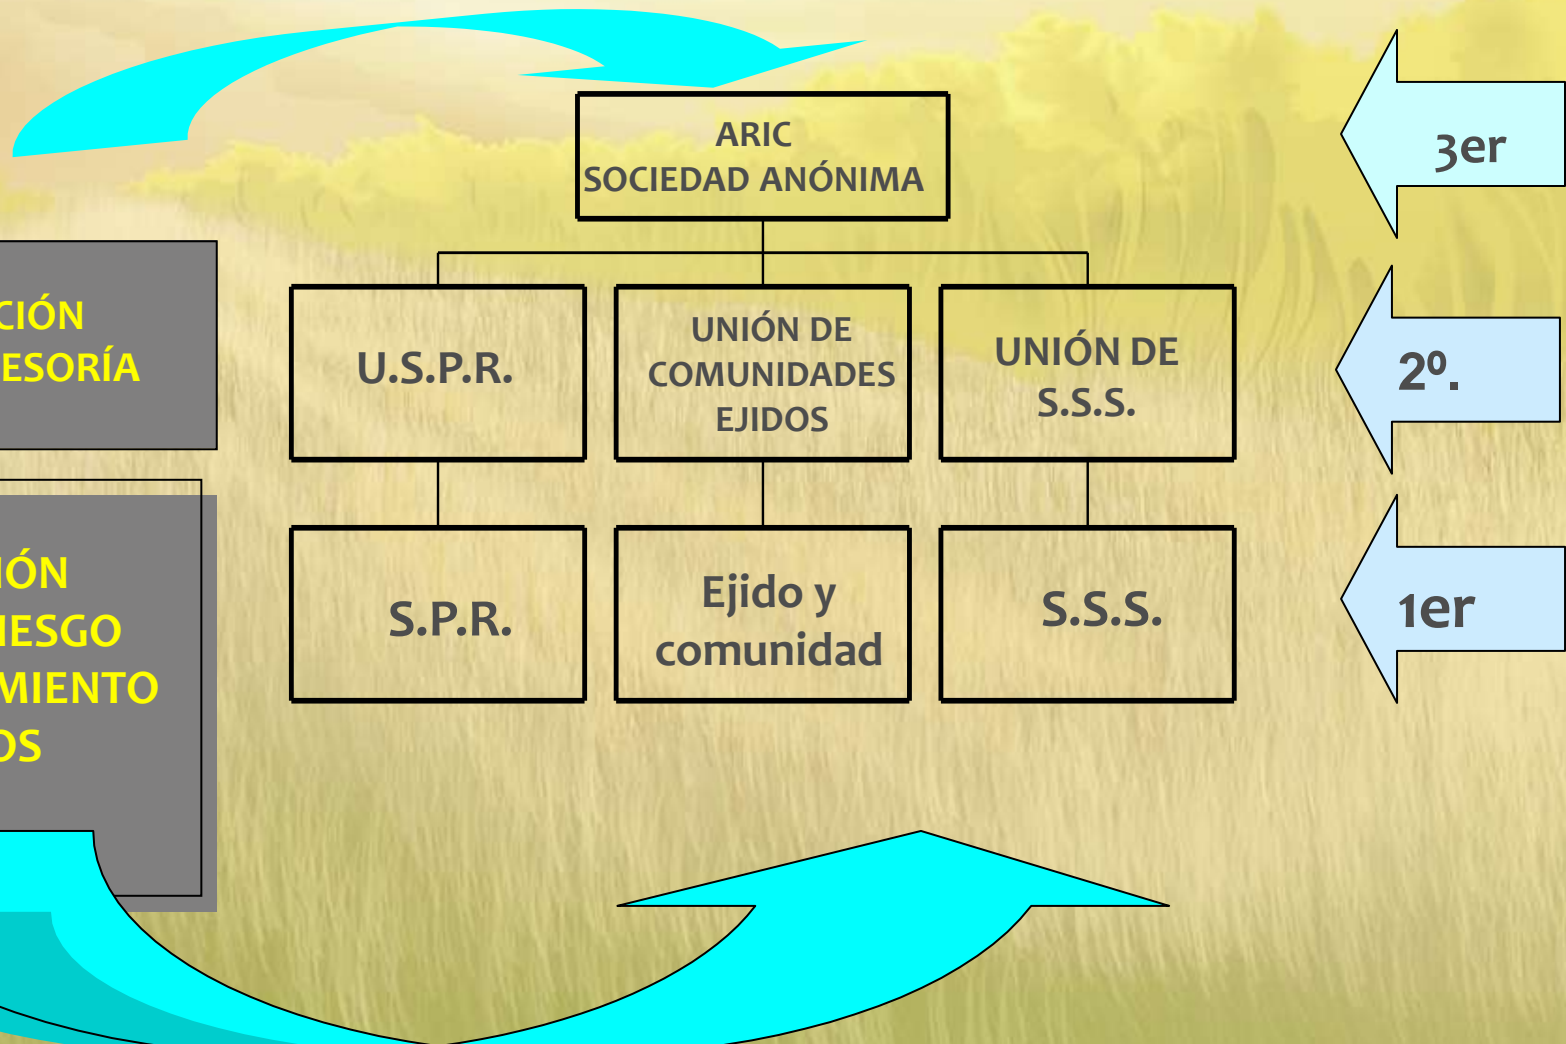 ARIC
SOCIEDAD ANÓNIMA
3er
CIÓN
ESORÍA
U.S.P.R.
UNIÓN DE
COMUNIDADES
EJIDOS
UNIÓN DE
S.S.S.
2º.
IÓN
IESGO
MIENTO
OS
S.P.R.
Ejido y
comunidad
S.S.S.
1er